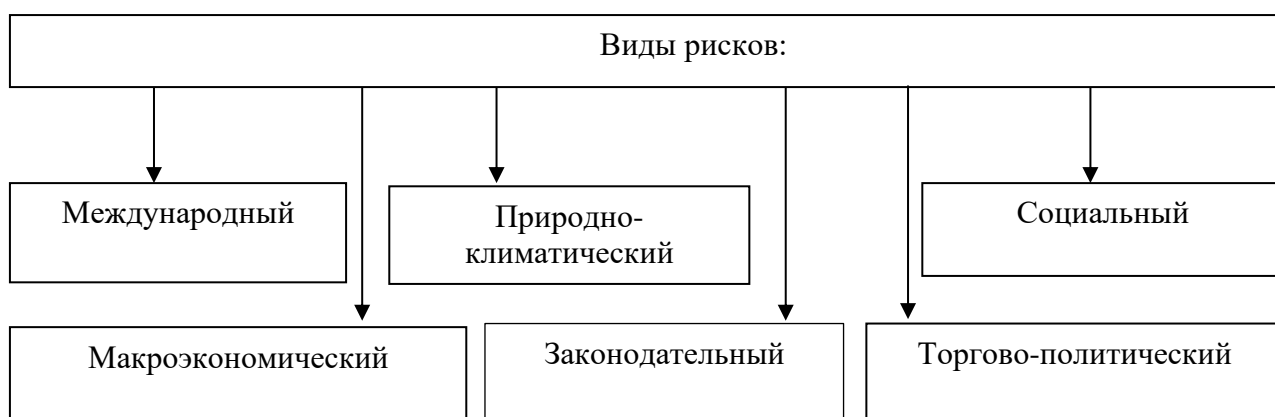 Виды рисков:
Международный
Природно-
климатический
Социальный
Макроэкономический
Законодательный
Торгово-политический